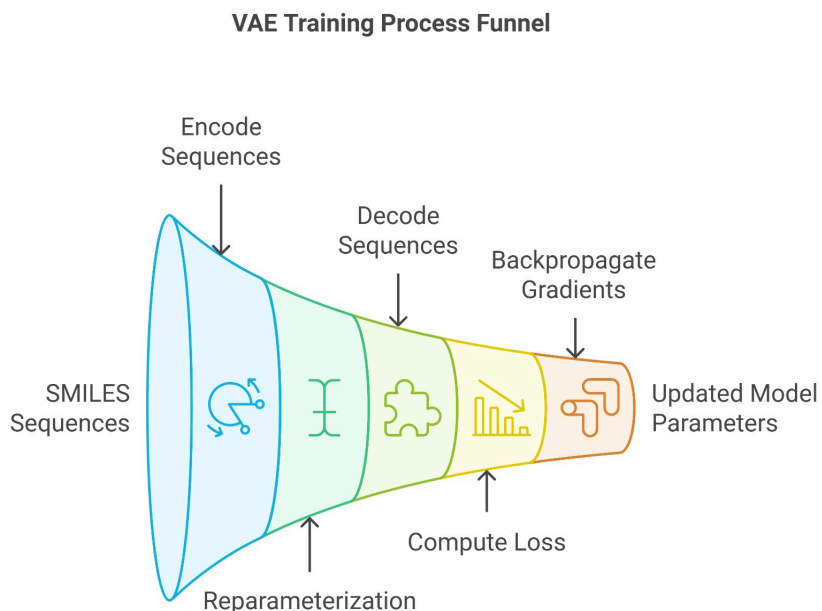 VAE Training Process Funnel
Encode
Sequences
Decode
Sequences
Backpropagate
Gradients
SMILES
Sequences
Updated Model
Parameters
Compute Loss
Reparameterization